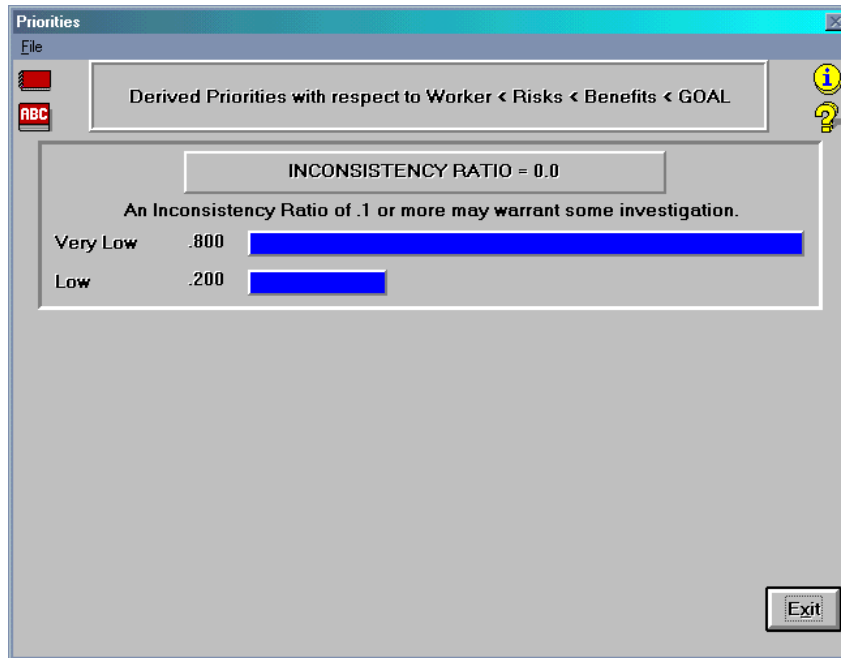 Priorities
File
Derived Priorities with respect to Worker < Risks < Benefits < GOAL
ABC
INCONSISTENCY RATIO = 0.0
An Inconsistency Ratio of .1 or more may warrant some investigation.
Very Low .800
Low .200
Exit